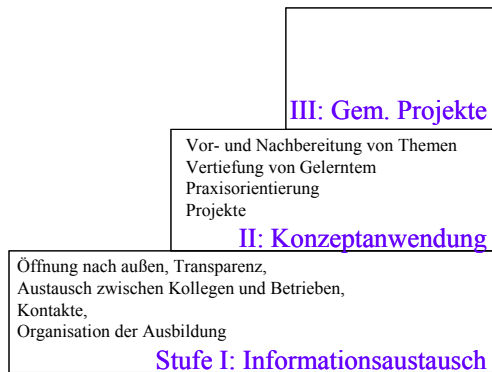 III: Gem. Projekte
Vor- und Nachbereitung von Themen
Vertiefung von Gelerntem
Praxisorientierung
Projekte
II: Konzeptanwendung
Öffnung nach außen, Transparenz,
Austausch zwischen Kollegen und Betrieben,
Kontakte,
Organisation der Ausbildung
Stufe I: Informationsaustausch